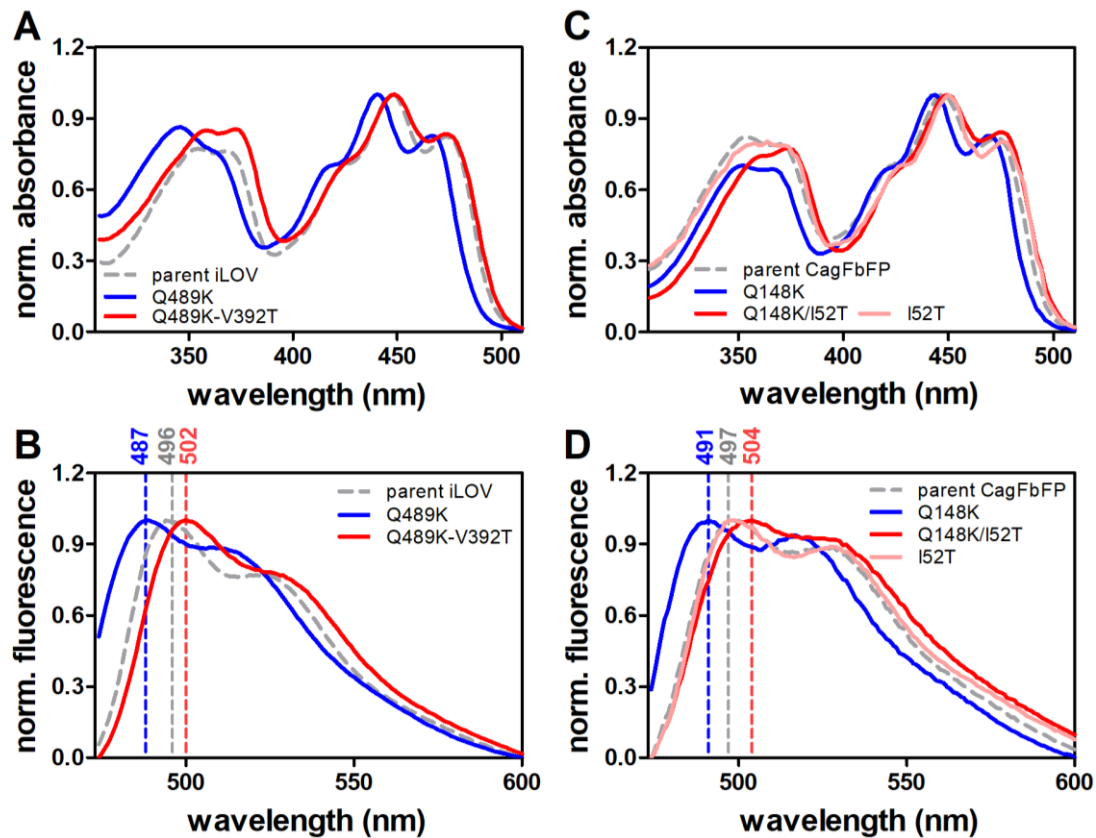 A
norm. absorbance
1.2
0.9
0.6
0.3
0.0
parent iLOV
Q489K
Q489K-V392T
350 400 450 500
wavelength (nm)
C
norm. absorbance
1.2
0.9
0.6
0.3
0.0
parent CagFbFP
Q148K
Q148K/I52T I52T
350 400 450 500
wavelength (nm)
B
norm. fluorescence
1.2
0.9
0.6
0.3
0.0
487 496 502
parent iLOV
Q489K
Q489K-V392T
500 550 600
wavelength (nm)
D
norm. fluorescence
1.2
0.9
0.6
0.3
0.0
491 497 504
parent CagFbFP
Q148K
Q148K/I52T
I52T
500 550 600
wavelength (nm)